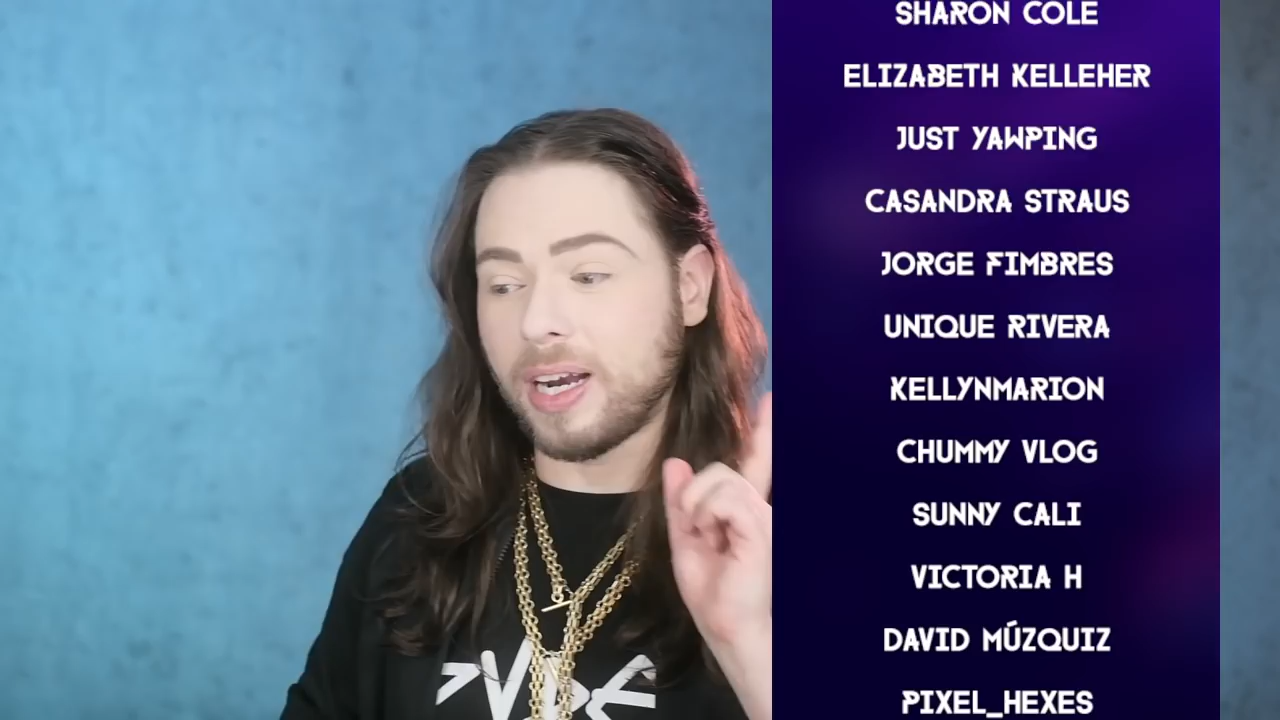 SHARON COLE
ELIZABETH KELLEHER
JUST YAWPING
CASANDRA STRAUS
JORGE FIMBRES
UNIQUE RIVERA
KELLYNMARION
CHUMMY VLOG
SUNNY CALI
VICTORIA H
DAVID MÚZQUIZ
PIXEL_HEXES